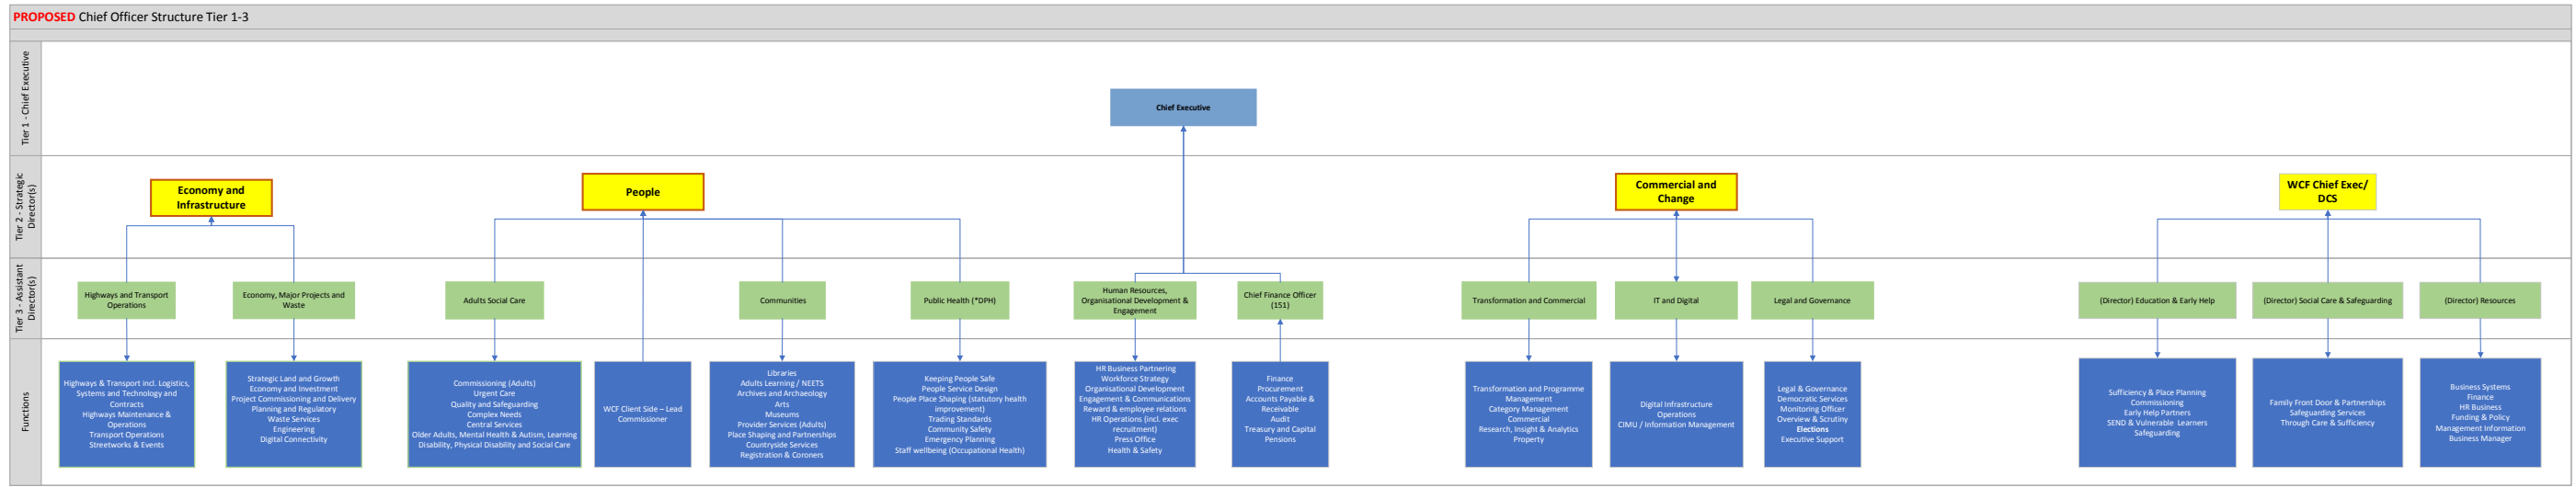 PROPOSED Chief Officer Structure Tier 1-3
Tier 1 - Chief Executive
Chief Executive
Tier 2 - Strategic
Director(s)
Economy and
Infrastructure
People
Commercial and
Change
WCF Chief Exec/
DCS
Tier 3 - Assistant
Director(s)
Highways and Transport
Operations
Economy, Major Projects and
Waste
Adults Social Care
Communities
Public Health (*DPH)
Human Resources,
Organisational Development &
Engagement
Chief Finance Officer
(151)
Transformation and Commercial
IT and Digital
Legal and Governance
(Director) Education & Early Help
(Director) Social Care & Safeguarding
(Director) Resources
Functions
Highways & Transport incl. Logistics,
Systems and Technology and
Contracts
Highways Maintenance &
Operations
Transport Operations
Streetworks & Events
Strategic Land and Growth
Economy and Investment
Project Commissioning and Delivery
Planning and Regulatory
Waste Services
Engineering
Digital Connectivity
Commissioning (Adults)
Urgent Care
Quality and Safeguarding
Complex Needs
Central Services
Older Adults, Mental Health & Autism, Learning
Disability, Physical Disability and Social Care
WCF Client Side – Lead
Commissioner
Libraries
Adults Learning / NEETS
Archives and Archaeology
Arts
Museums
Provider Services (Adults)
Place Shaping and Partnerships
Countryside Services
Registration & Coroners
Keeping People Safe
People Service Design
People Place Shaping (statutory health
improvement)
Trading Standards
Community Safety
Emergency Planning
Staff wellbeing (Occupational Health)
HR Business Partnering
Workforce Strategy
Organisational Development
Engagement & Communications
Reward & employee relations
HR Operations (incl. exec
recruitment)
Press Office
Health & Safety
Finance
Procurement
Accounts Payable &
Receivable
Audit
Treasury and Capital
Pensions
Transformation and Programme
Management
Category Management
Commercial
Research, Insight & Analytics
Property
Digital Infrastructure
Operations
CIMU / Information Management
Legal & Governance
Democratic Services
Monitoring Officer
Overview & Scrutiny
Elections
Executive Support
Sufficiency & Place Planning
Commissioning
Early Help Partners
SEND & Vulnerable Learners
Safeguarding
Family Front Door & Partnerships
Safeguarding Services
Through Care & Sufficiency
Business Systems
Finance
HR Business
Funding & Policy
Management Information
Business Manager